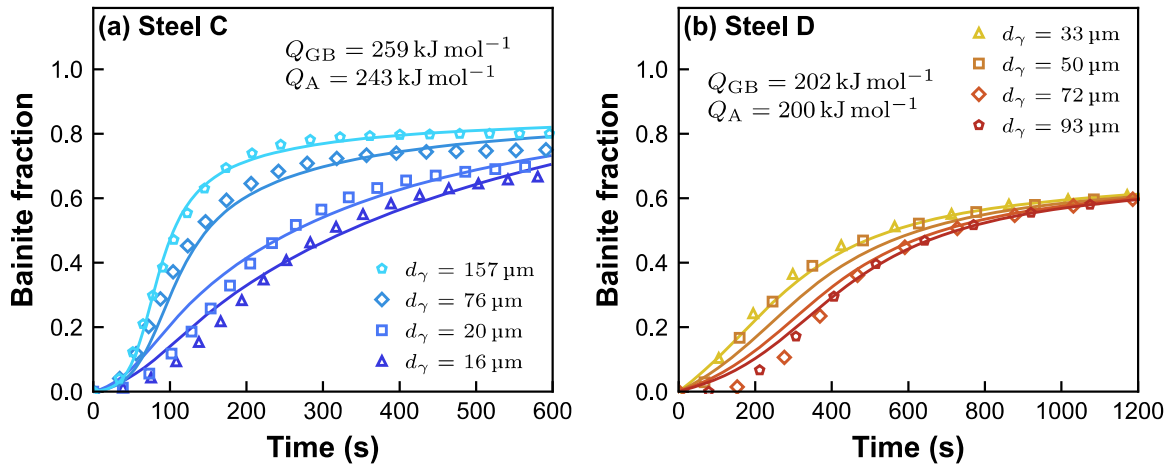 (a) Steel C
Q_GB = 259 kJ mol⁻¹
Q_A = 243 kJ mol⁻¹
Bainite fraction
1.0
0.8
0.6
0.4
0.2
0.0
d_γ = 157 µm
d_γ = 76 µm
d_γ = 20 µm
d_γ = 16 µm
0 100 200 300 400 500 600
Time (s)
(b) Steel D
d_γ = 33 µm
d_γ = 50 µm
d_γ = 72 µm
d_γ = 93 µm
Q_GB = 202 kJ mol⁻¹
Q_A = 200 kJ mol⁻¹
Bainite fraction
1.0
0.8
0.6
0.4
0.2
0.0
0 200 400 600 800 1000 1200
Time (s)